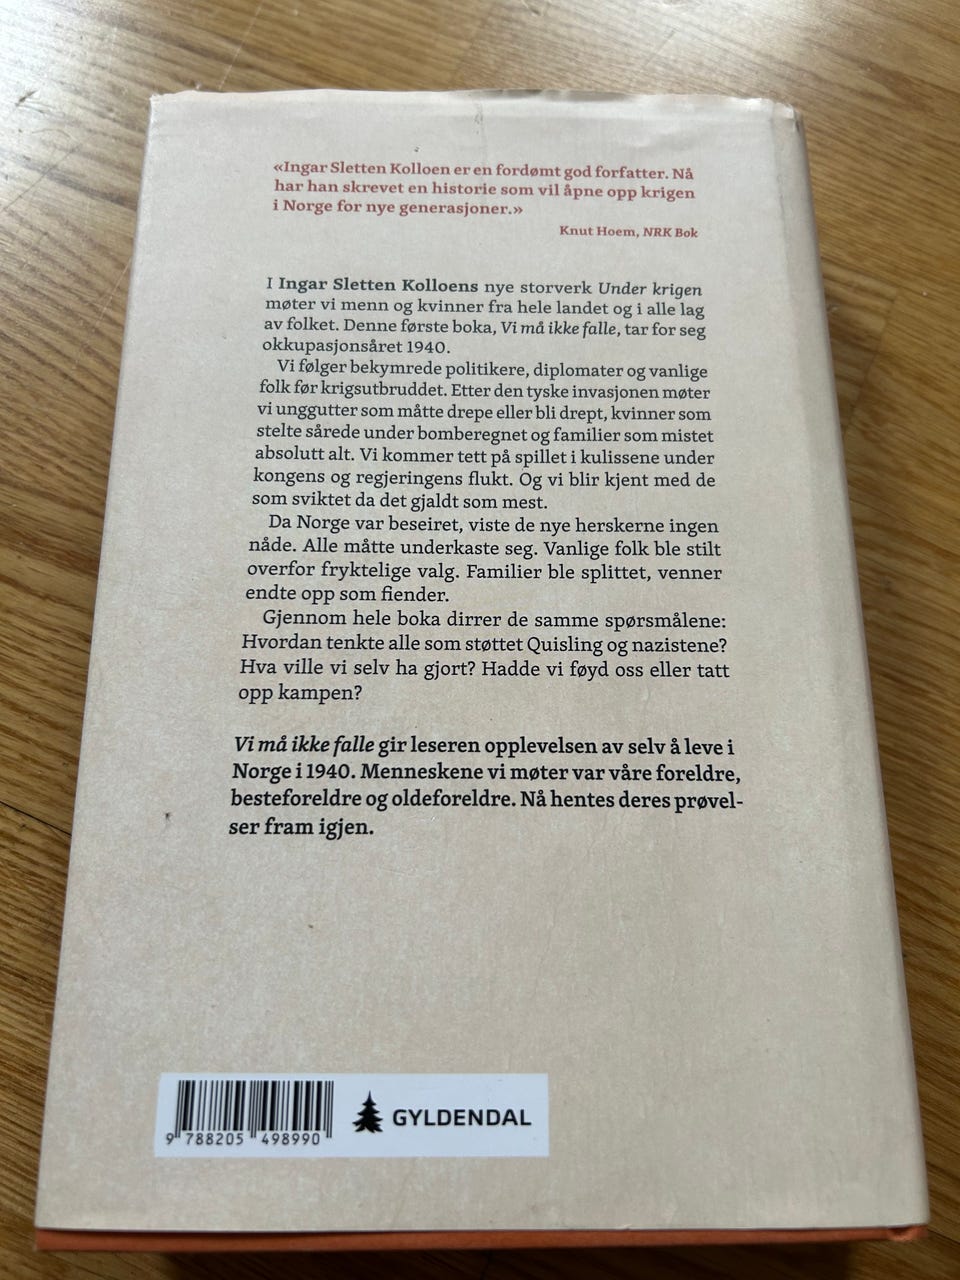 «Ingar Sletten Kolloen er en fordømt god forfatter. Nå
har han skrevet en historie som vil åpne opp krigen
i Norge for nye generasjoner.»
Knut Hoem, NRK Bok
I Ingar Sletten Kolloens nye storverk Under krigen
møter vi menn og kvinner fra hele landet og i alle lag
av folket. Denne første boka, Vi må ikke falle, tar for seg
okkupasjonsåret 1940.
Vi følger bekymrede politikere, diplomater og vanlige
folk før krigsutbruddet. Etter den tyske invasjonen møter
vi unggutter som måtte drepe eller bli drept, kvinner som
stelte sårede under bomberegnet og familier som mistet
absolutt alt. Vi kommer tett på spillet i kulissene under
kongens og regjeringens flukt. Og vi blir kjent med de
som sviktet da det gjaldt som mest.
Da Norge var beseiret, viste de nye herskerne ingen
nåde. Alle måtte underkaste seg. Vanlige folk ble stilt
overfor fryktelige valg. Familier ble splittet, venner
endte opp som fiender.
Gjennom hele boka dirrer de samme spørsmålene:
Hvordan tenkte alle som støttet Quisling og nazistene?
Hva ville vi selv ha gjort? Hadde vi føyd oss eller tatt
opp kampen?
Vi må ikke falle gir leseren opplevelsen av selv å leve i
Norge i 1940. Menneskene vi møter var våre foreldre,
besteforeldre og oldeforeldre. Nå hentes deres prøvel-
ser fram igjen.
9 788205 498990
GYLDENDAL